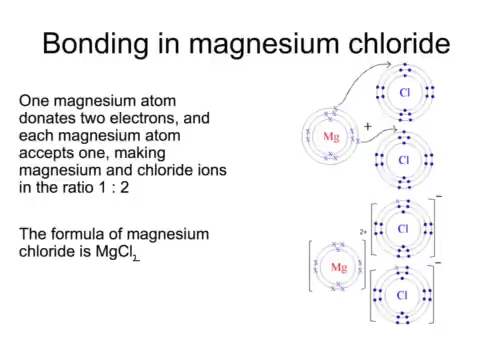 Bonding in magnesium chloride
One magnesium atom
donates two electrons, and
each magnesium atom
accepts one, making
magnesium and chloride ions
in the ratio 1 : 2
The formula of magnesium
chloride is MgCl2
Cl
Mg
+
Cl
2+
Cl
–
Mg
Cl
–